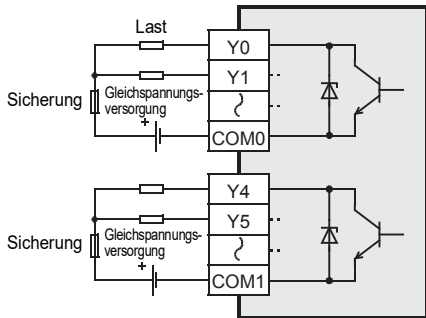 Last
Y0
Y1
Sicherung
Gleichspannungs-
versorgung
+
COM0
Y4
Y5
Sicherung
Gleichspannungs-
versorgung
+
COM1